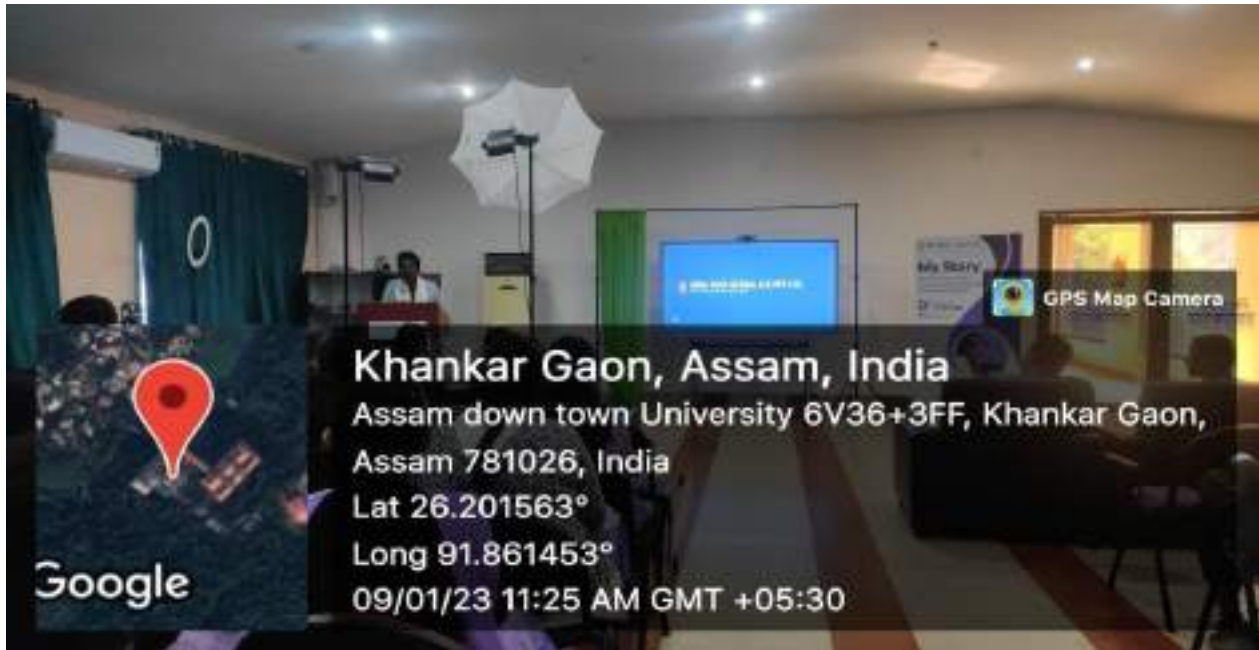 My Story
GPS Map Camera
Khankar Gaon, Assam, India
Assam down town University 6V36+3FF, Khankar Gaon,
Assam 781026, India
Lat 26.201563°
Long 91.861453°
09/01/23 11:25 AM GMT +05:30
Google